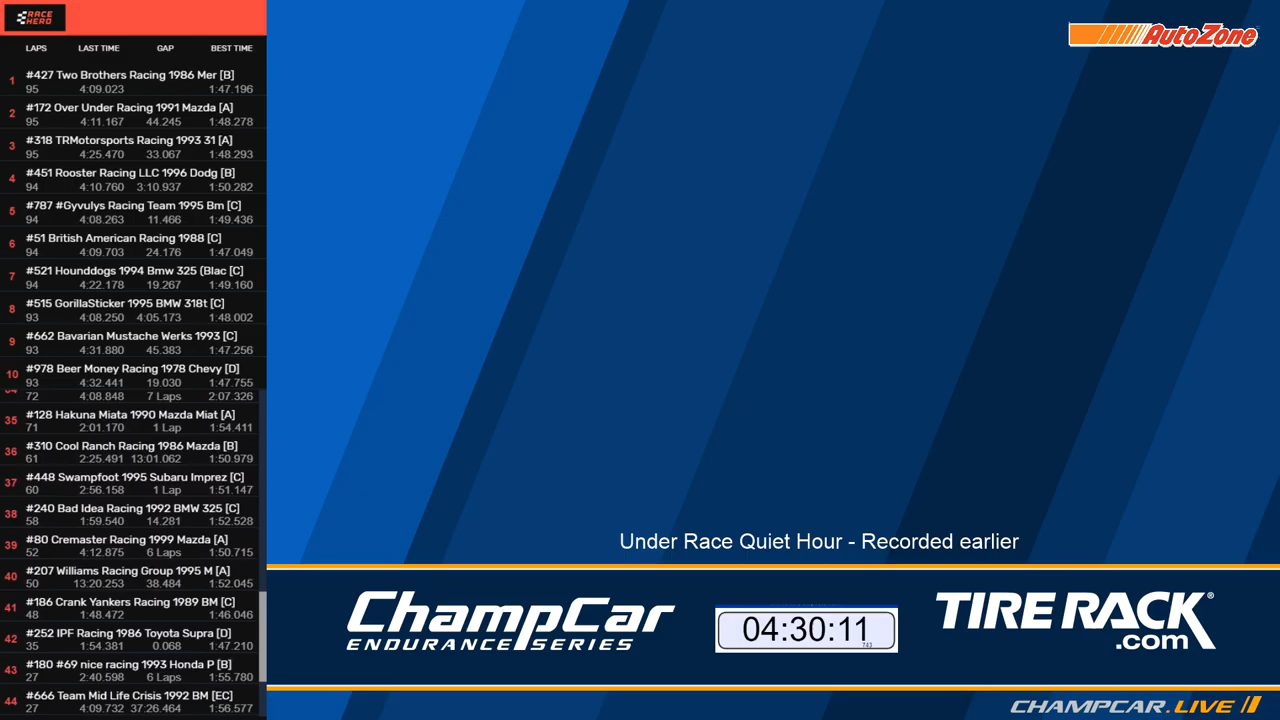 RACE HERO
LAPS LAST TIME GAP BEST TIME
1 #427 Two Brothers Racing 1986 Mer [B]
95 4:09.023 1:47.196
2 #172 Over Under Racing 1991 Mazda [A]
95 4:11.167 44.245 1:48.278
3 #318 TRMotorsports Racing 1993 31 [A]
95 4:25.470 33.067 1:48.293
4 #451 Rooster Racing LLC 1996 Dodg [B]
94 4:10.760 3:10.937 1:50.282
5 #787 #Gyvulys Racing Team 1995 Bm [C]
94 4:08.263 11.466 1:49.436
6 #51 British American Racing 1988 [C]
94 4:09.703 24.176 1:47.049
7 #521 Hounddogs 1994 Bmw 325 (Blac [C]
94 4:22.178 19.267 1:49.160
8 #515 GorillaSticker 1995 BMW 318t [C]
93 4:08.250 4:05.173 1:48.002
9 #662 Bavarian Mustache Werks 1993 [C]
93 4:31.880 45.383 1:47.256
10 #978 Beer Money Racing 1978 Chevy [D]
93 4:32.441 19.030 1:47.755
72 4:08.848 7 Laps 2:07.326
35 #128 Hakuna Miata 1990 Mazda Miat [A]
71 2:01.170 1 Lap 1:54.411
36 #310 Cool Ranch Racing 1986 Mazda [B]
61 2:25.491 13:01.062 1:50.979
37 #448 Swampfoot 1995 Subaru Imprez [C]
60 2:56.158 1 Lap 1:51.147
38 #240 Bad Idea Racing 1992 BMW 325 [C]
58 1:59.540 14.281 1:52.528
39 #80 Cremaster Racing 1999 Mazda [A]
52 4:12.875 6 Laps 1:50.715
40 #207 Williams Racing Group 1995 M [A]
50 13:20.253 38.484 1:52.045
41 #186 Crank Yankers Racing 1989 BM [C]
48 1:48.472 6 Laps 1:46.046
42 #252 IPF Racing 1986 Toyota Supra [D]
35 1:54.381 0.068 1:47.210
43 #180 #69 nice racing 1993 Honda P [B]
27 2:40.598 6 Laps 1:55.780
44 #666 Team Mid Life Crisis 1992 BM [EC]
27 4:09.732 37:26.464 1:56.577
AutoZone
Under Race Quiet Hour - Recorded earlier
ChampCar
ENDURANCE SERIES
04:30:11
743
TIRE RACK®
.com
CHAMPCAR.LIVE